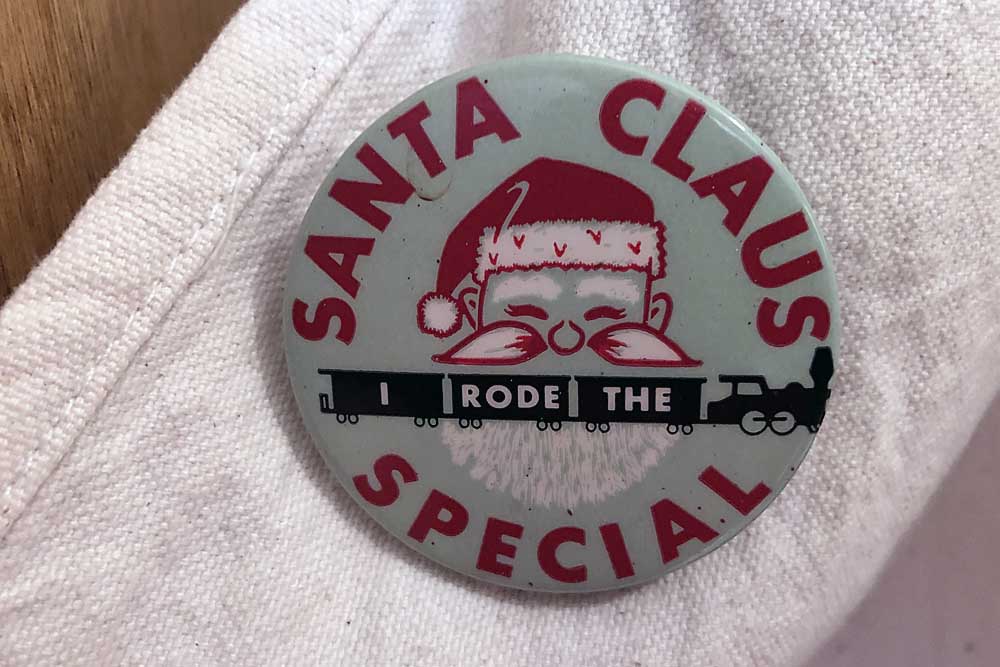 SANTA CLAUS
I RODE THE
SPECIAL